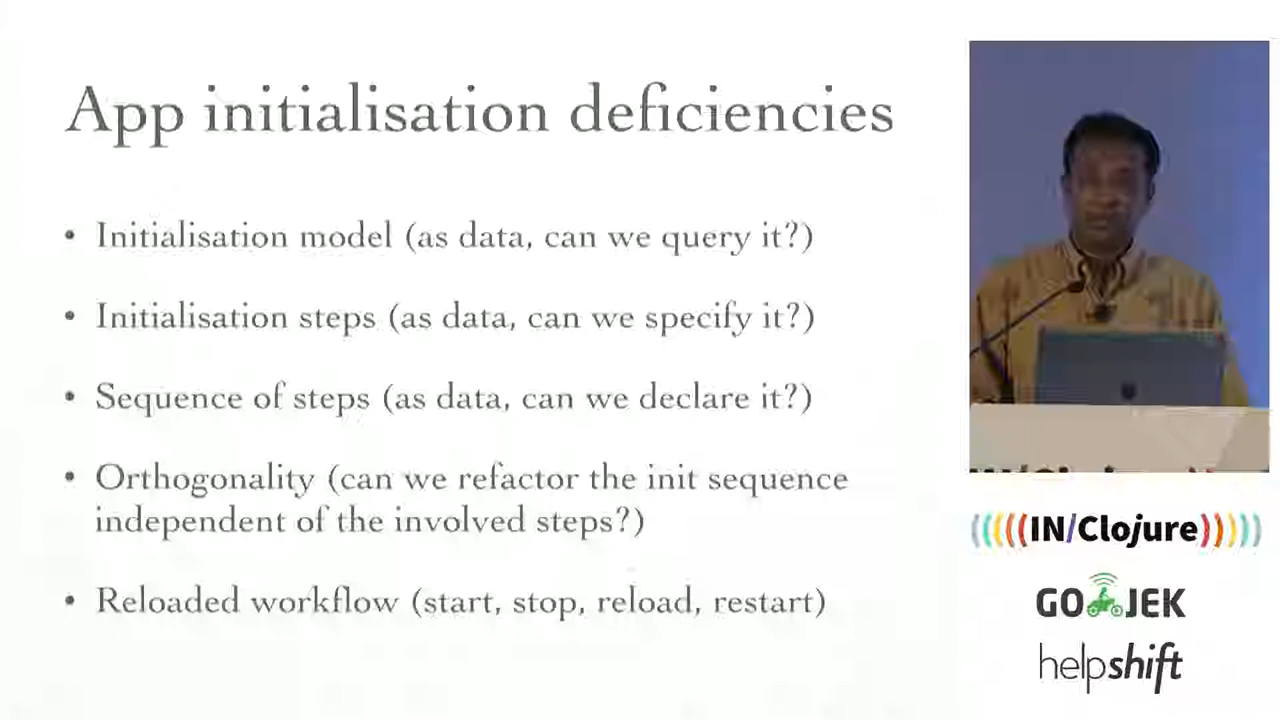 App initialisation deficiencies
• Initialisation model (as data, can we query it?)
• Initialisation steps (as data, can we specify it?)
• Sequence of steps (as data, can we declare it?)
• Orthogonality (can we refactor the init sequence
independent of the involved steps?)
• Reloaded workflow (start, stop, reload, restart)
(((((IN/Clojure)))))
GO JEK
helpshift